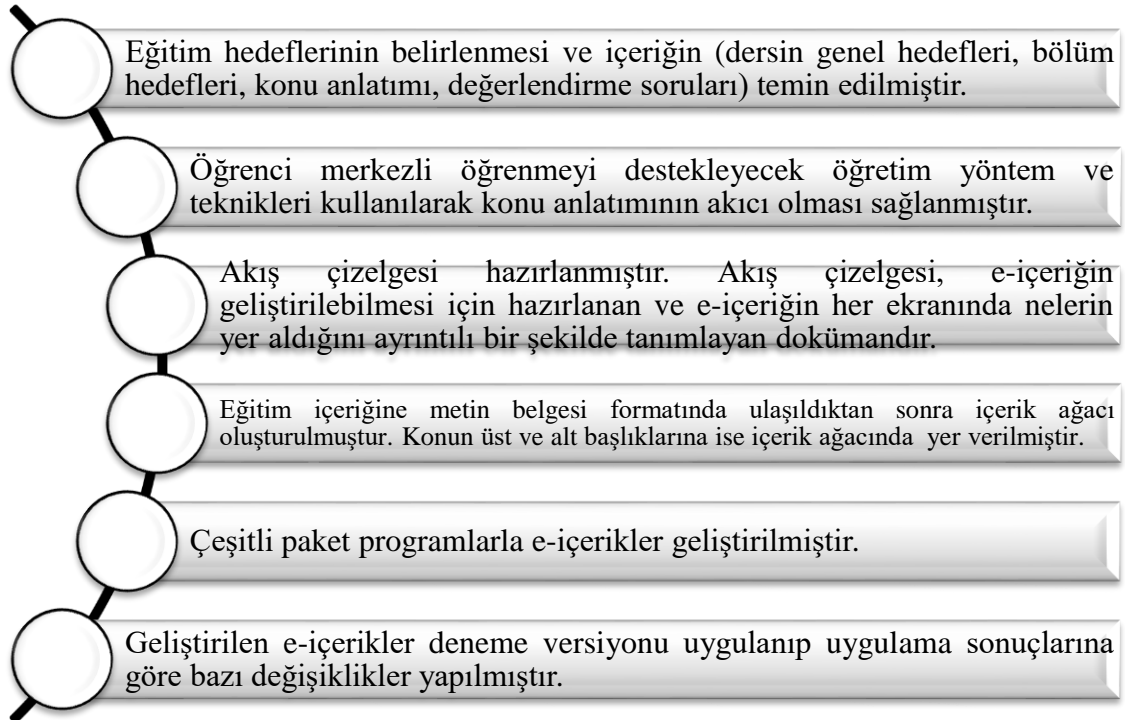 Eğitim hedeflerinin belirlenmesi ve içeriğin (dersin genel hedefleri, bölüm
hedefleri, konu anlatımı, değerlendirme soruları) temin edilmiştir.
Öğrenci merkezli öğrenmeyi destekleyecek öğretim yöntem ve
teknikleri kullanılarak konu anlatımının akıcı olması sağlanmıştır.
Akış çizelgesi hazırlanmıştır. Akış çizelgesi, e-içeriğin
geliştirilebilmesi için hazırlanan ve e-içeriğin her ekranında nelerin
yer aldığını ayrıntılı bir şekilde tanımlayan dokümandır.
Eğitim içeriğine metin belgesi formatında ulaşıldıktan sonra içerik ağacı
oluşturulmuştur. Konun üst ve alt başlıklarına ise içerik ağacında yer verilmiştir.
Çeşitli paket programlarla e-içerikler geliştirilmiştir.
Geliştirilen e-içerikler deneme versiyonu uygulanıp uygulama sonuçlarına
göre bazı değişiklikler yapılmıştır.